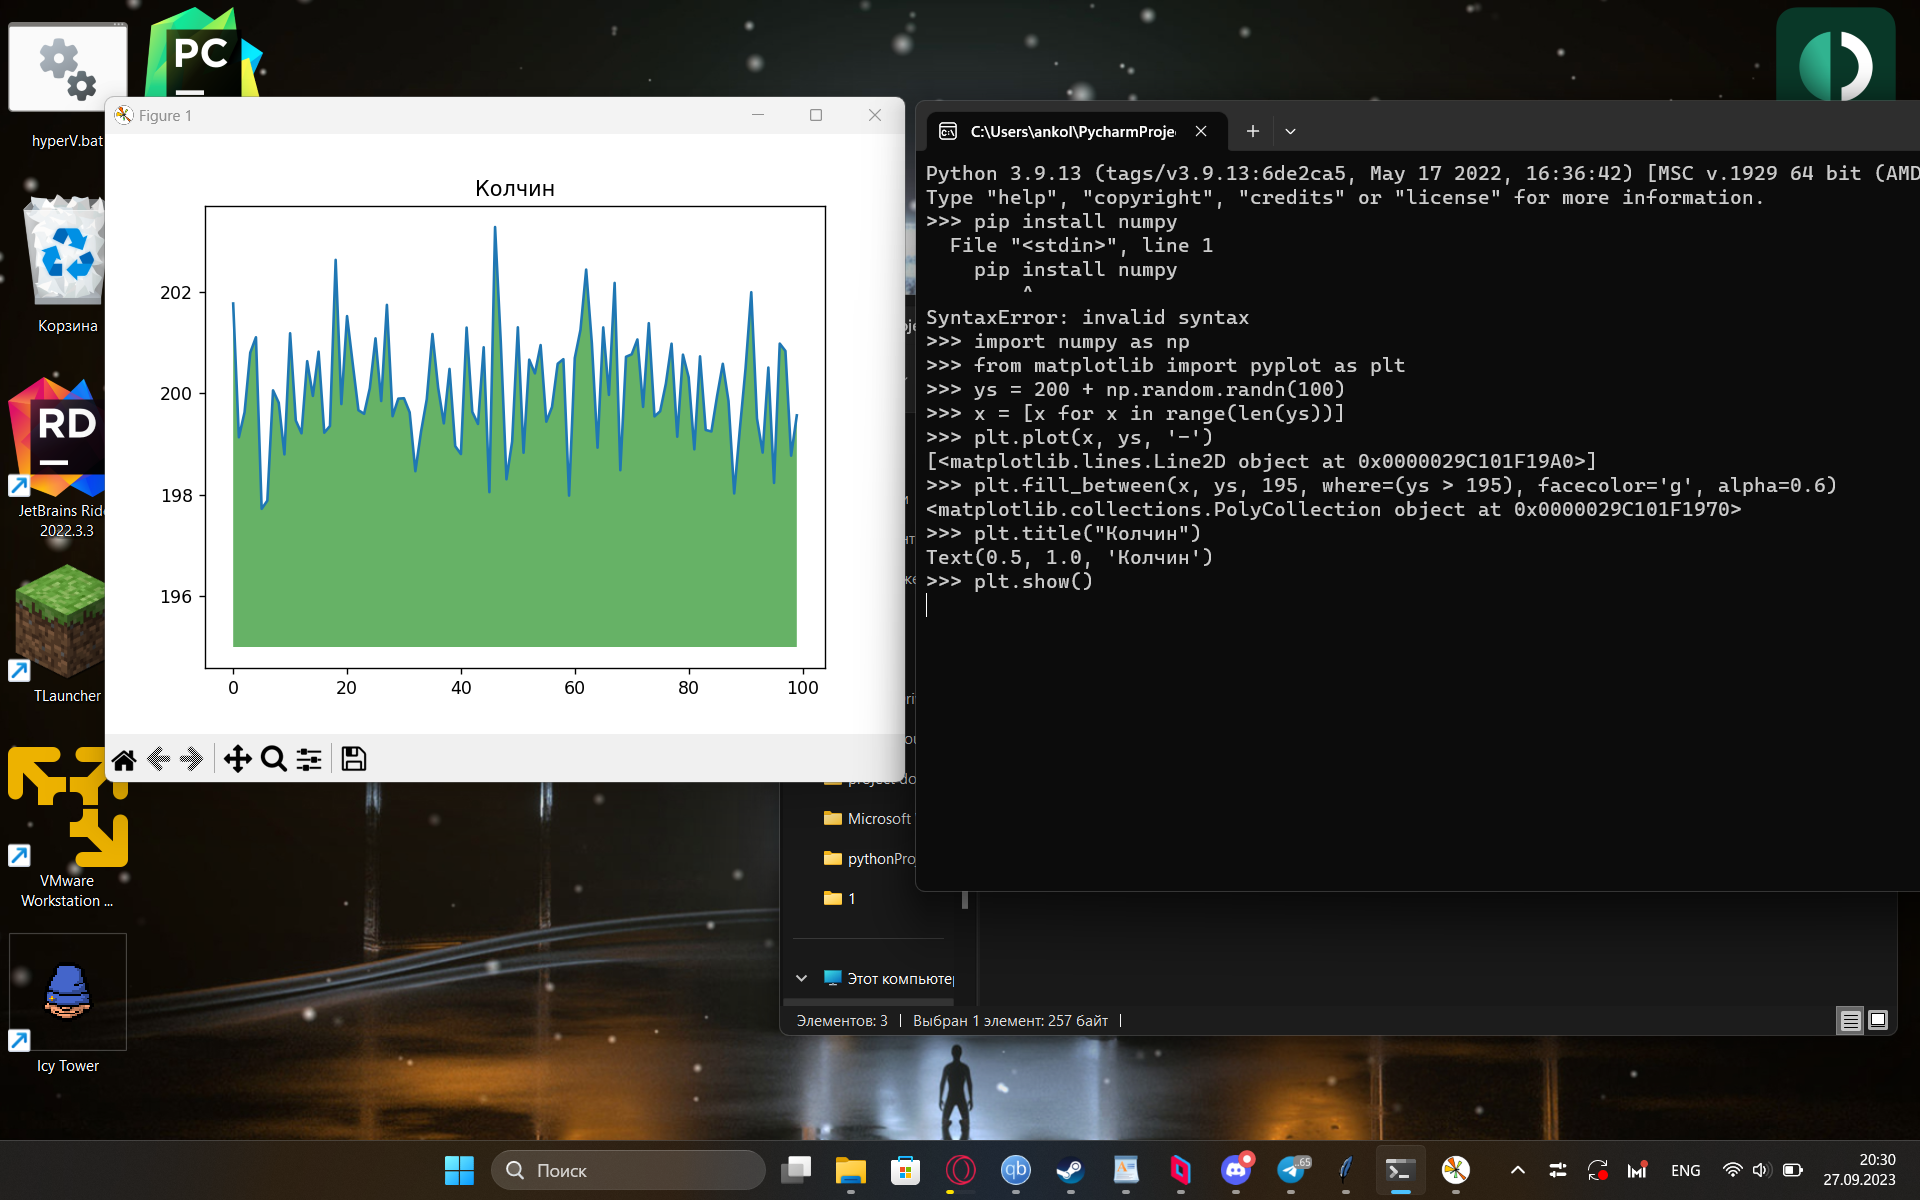 PC
hyperV.bat
Корзина
RD
JetBrains Rid
2022.3.3
TLauncher
VMware
Workstation ...
Icy Tower
Figure 1
Колчин
202
200
198
196
0 20 40 60 80 100
C:\Users\ankol\PycharmProje
Python 3.9.13 (tags/v3.9.13:6de2ca5, May 17 2022, 16:36:42) [MSC v.1929 64 bit (AMD
Type "help", "copyright", "credits" or "license" for more information.
>>> pip install numpy
  File "<stdin>", line 1
    pip install numpy
        ^
SyntaxError: invalid syntax
>>> import numpy as np
>>> from matplotlib import pyplot as plt
>>> ys = 200 + np.random.randn(100)
>>> x = [x for x in range(len(ys))]
>>> plt.plot(x, ys, '-')
[<matplotlib.lines.Line2D object at 0x0000029C101F19A0>]
>>> plt.fill_between(x, ys, 195, where=(ys > 195), facecolor='g', alpha=0.6)
<matplotlib.collections.PolyCollection object at 0x0000029C101F1970>
>>> plt.title("Колчин")
Text(0.5, 1.0, 'Колчин')
>>> plt.show()
project do
Microsoft
pythonPro
1
Этот компьютер
Элементов: 3 | Выбран 1 элемент: 257 байт |
Поиск
qb
65
ENG
20:30
27.09.2023